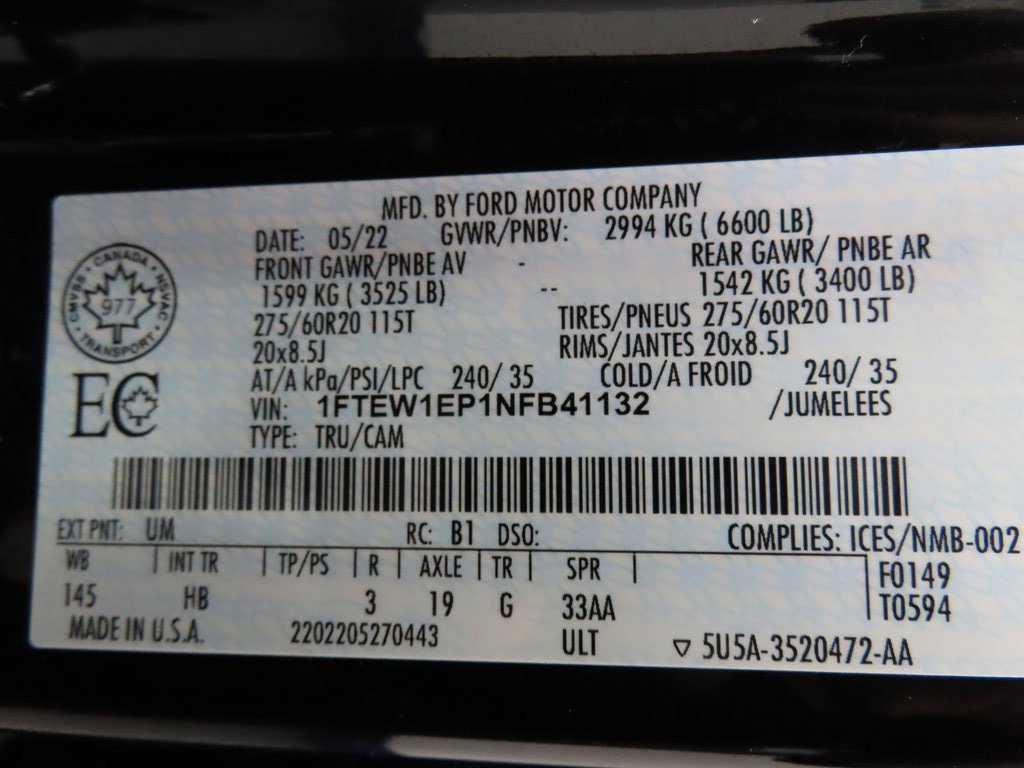 MFD. BY FORD MOTOR COMPANY
DATE: 05/22 GVWR/PNBV: 2994 KG ( 6600 LB)
FRONT GAWR/PNBE AV - REAR GAWR/ PNBE AR
1599 KG ( 3525 LB) -- 1542 KG ( 3400 LB)
275/60R20 115T TIRES/PNEUS 275/60R20 115T
20x8.5J RIMS/JANTES 20x8.5J
AT/A kPa/PSI/LPC 240/ 35 COLD/A FROID 240/ 35
VIN: 1FTEW1EP1NFB41132 /JUMELEES
TYPE: TRU/CAM
CANADA
CMVSS NSVAC
977
TRANSPORT
EC
EXT PNT: UM RC: B1 DSO: COMPLIES: ICES/NMB-002
WB | INT TR | TP/PS | R | AXLE | TR | SPR | F0149
145 HB 3 19 G 33AA T0594
MADE IN U.S.A. 2202205270443 ULT ▽ 5U5A-3520472-AA